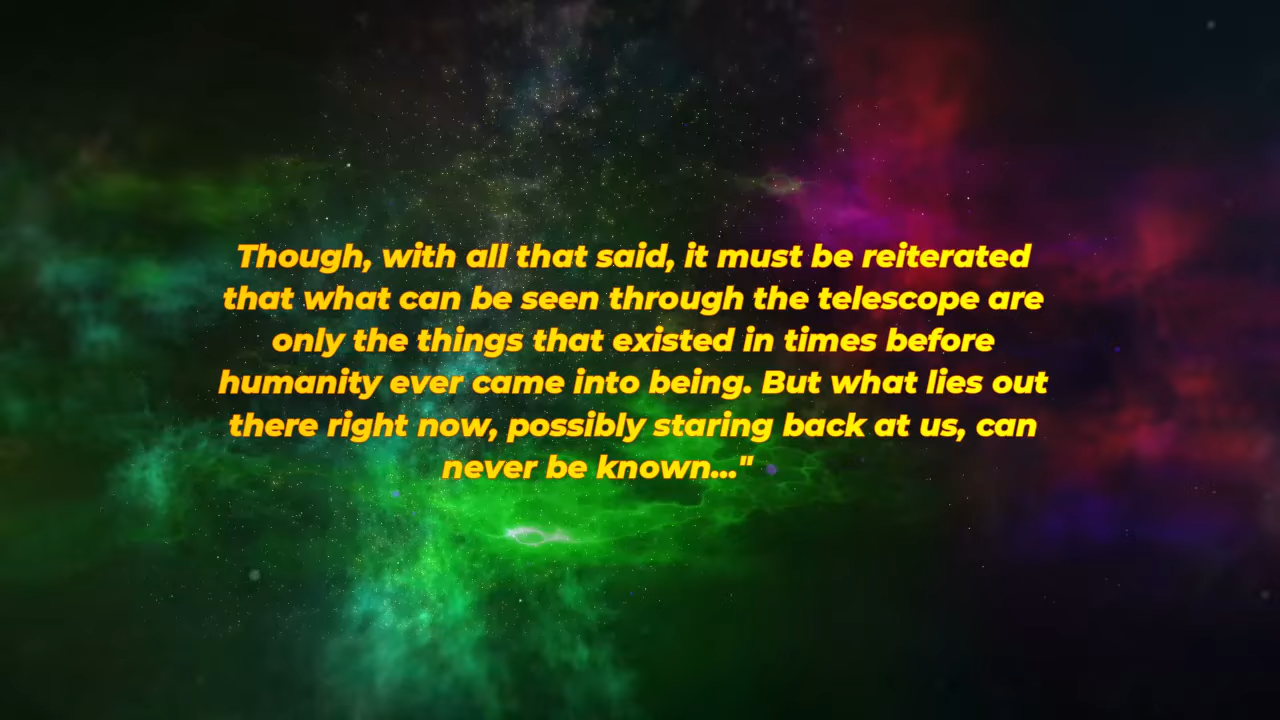 Though, with all that said, it must be reiterated
that what can be seen through the telescope are
only the things that existed in times before
humanity ever came into being. But what lies out
there right now, possibly staring back at us, can
never be known..."